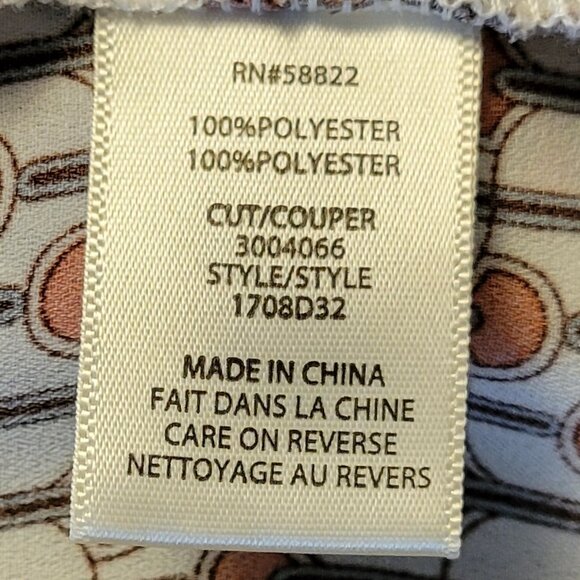 RN#58822
100%POLYESTER
100%POLYESTER
CUT/COUPER
3004066
STYLE/STYLE
1708D32
MADE IN CHINA
FAIT DANS LA CHINE
CARE ON REVERSE
NETTOYAGE AU REVERS